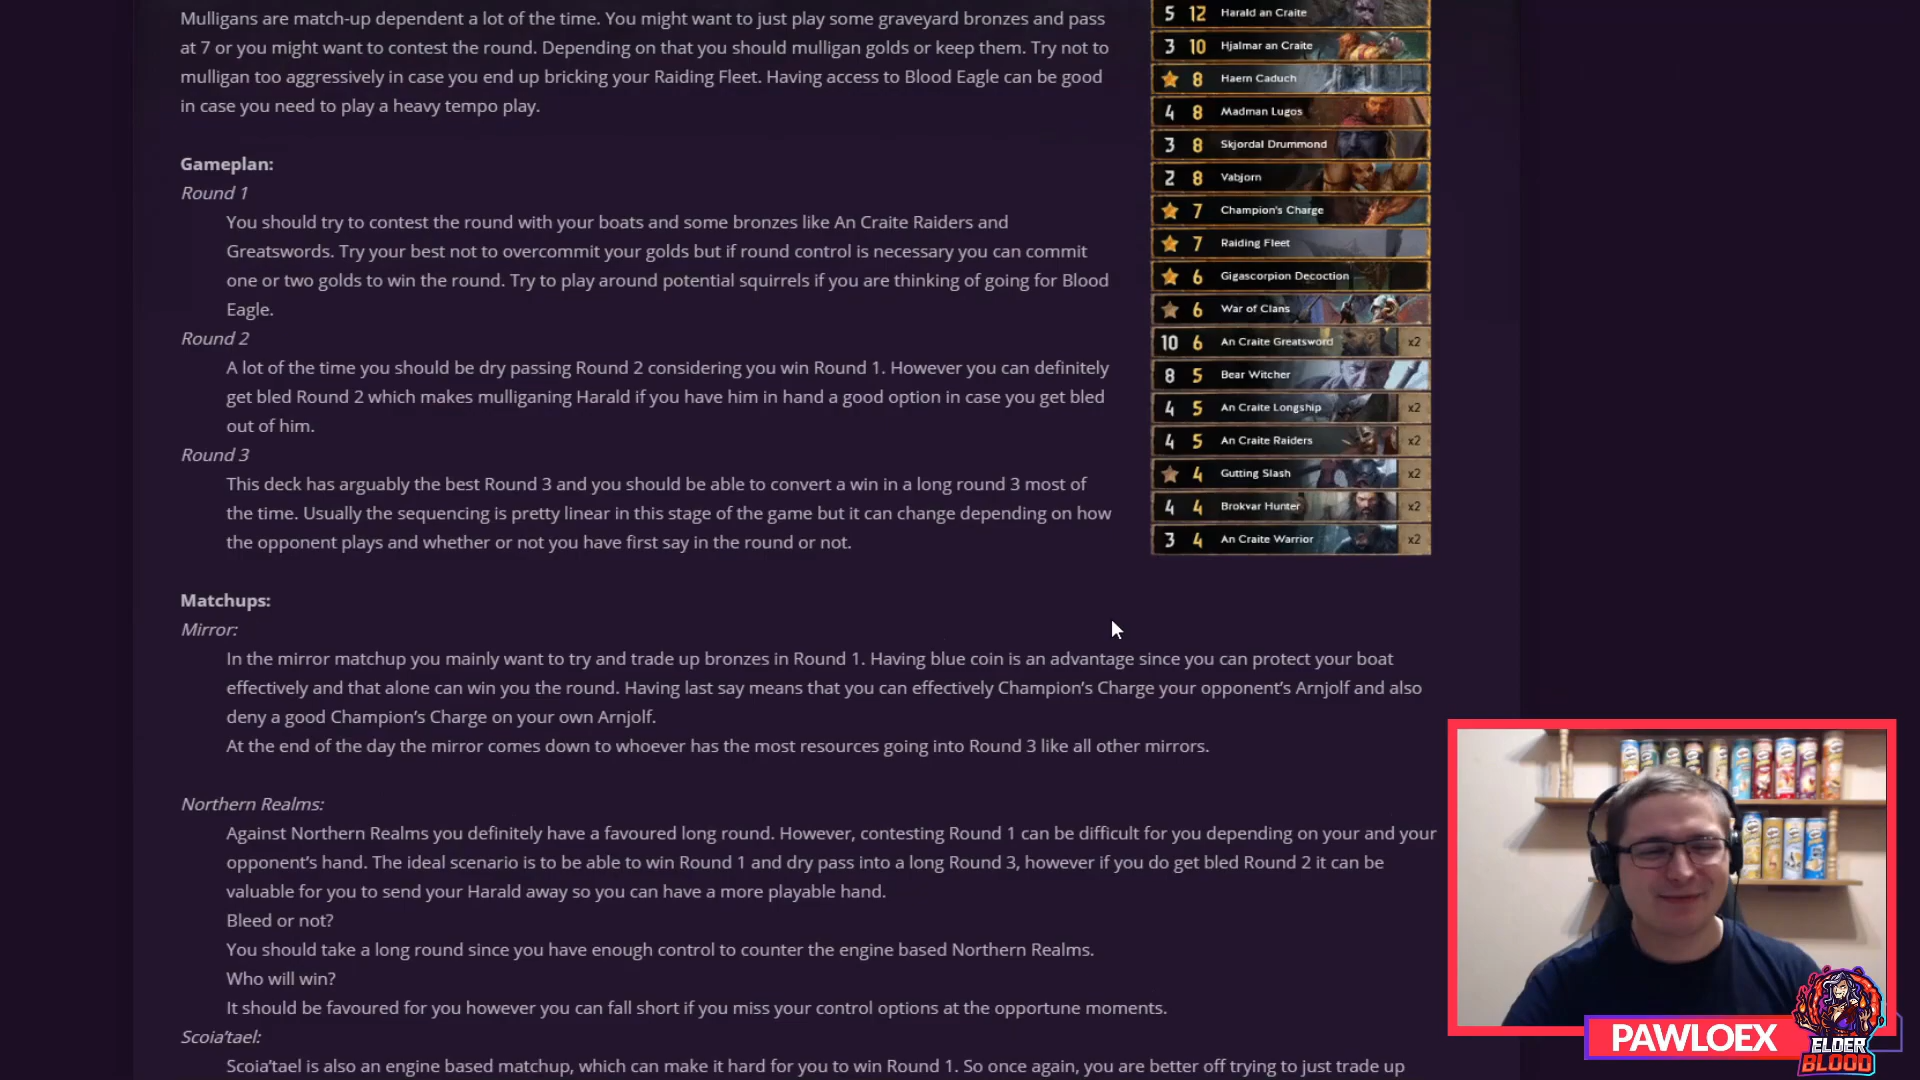 Mulligans are match-up dependent a lot of the time. You might want to just play some graveyard bronzes and pass
at 7 or you might want to contest the round. Depending on that you should mulligan golds or keep them. Try not to
mulligan too aggressively in case you end up bricking your Raiding Fleet. Having access to Blood Eagle can be good
in case you need to play a heavy tempo play.
Gameplan:
Round 1
You should try to contest the round with your boats and some bronzes like An Craite Raiders and
Greatswords. Try your best not to overcommit your golds but if round control is necessary you can commit
one or two golds to win the round. Try to play around potential squirrels if you are thinking of going for Blood
Eagle.
Round 2
A lot of the time you should be dry passing Round 2 considering you win Round 1. However you can definitely
get bled Round 2 which makes mulliganing Harald if you have him in hand a good option in case you get bled
out of him.
Round 3
This deck has arguably the best Round 3 and you should be able to convert a win in a long round 3 most of
the time. Usually the sequencing is pretty linear in this stage of the game but it can change depending on how
the opponent plays and whether or not you have first say in the round or not.
5 12 Harald an Craite
3 10 Hjalmar an Craite
8 Haern Caduch
4 8 Madman Lugos
3 8 Skjordal Drummond
2 8 Vabjorn
7 Champion's Charge
7 Raiding Fleet
6 Gigascorpion Decoction
6 War of Clans
10 6 An Craite Greatsword x2
8 5 Bear Witcher
4 5 An Craite Longship x2
4 5 An Craite Raiders x2
4 Gutting Slash x2
4 4 Brokvar Hunter x2
3 4 An Craite Warrior x2
Matchups:
Mirror:
In the mirror matchup you mainly want to try and trade up bronzes in Round 1. Having blue coin is an advantage since you can protect your boat
effectively and that alone can win you the round. Having last say means that you can effectively Champion's Charge your opponent's Arnjolf and also
deny a good Champion's Charge on your own Arnjolf.
At the end of the day the mirror comes down to whoever has the most resources going into Round 3 like all other mirrors.
Northern Realms:
Against Northern Realms you definitely have a favoured long round. However, contesting Round 1 can be difficult for you depending on your and your
opponent's hand. The ideal scenario is to be able to win Round 1 and dry pass into a long Round 3, however if you do get bled Round 2 it can be
valuable for you to send your Harald away so you can have a more playable hand.
Bleed or not?
You should take a long round since you have enough control to counter the engine based Northern Realms.
Who will win?
It should be favoured for you however you can fall short if you miss your control options at the opportune moments.
Scoia'tael:
Scoia'tael is also an engine based matchup, which can make it hard for you to win Round 1. So once again, you are better off trying to just trade up
PAWLOEX
ELDER
BLOOD